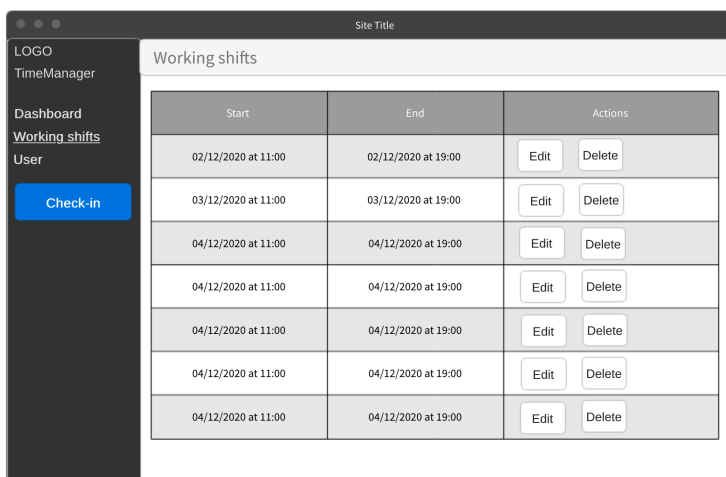 Site Title
LOGO
TimeManager
Dashboard
Working shifts
User
Check-in
Working shifts
Start End Actions
02/12/2020 at 11:00 02/12/2020 at 19:00 Edit Delete
03/12/2020 at 11:00 03/12/2020 at 19:00 Edit Delete
04/12/2020 at 11:00 04/12/2020 at 19:00 Edit Delete
04/12/2020 at 11:00 04/12/2020 at 19:00 Edit Delete
04/12/2020 at 11:00 04/12/2020 at 19:00 Edit Delete
04/12/2020 at 11:00 04/12/2020 at 19:00 Edit Delete
04/12/2020 at 11:00 04/12/2020 at 19:00 Edit Delete